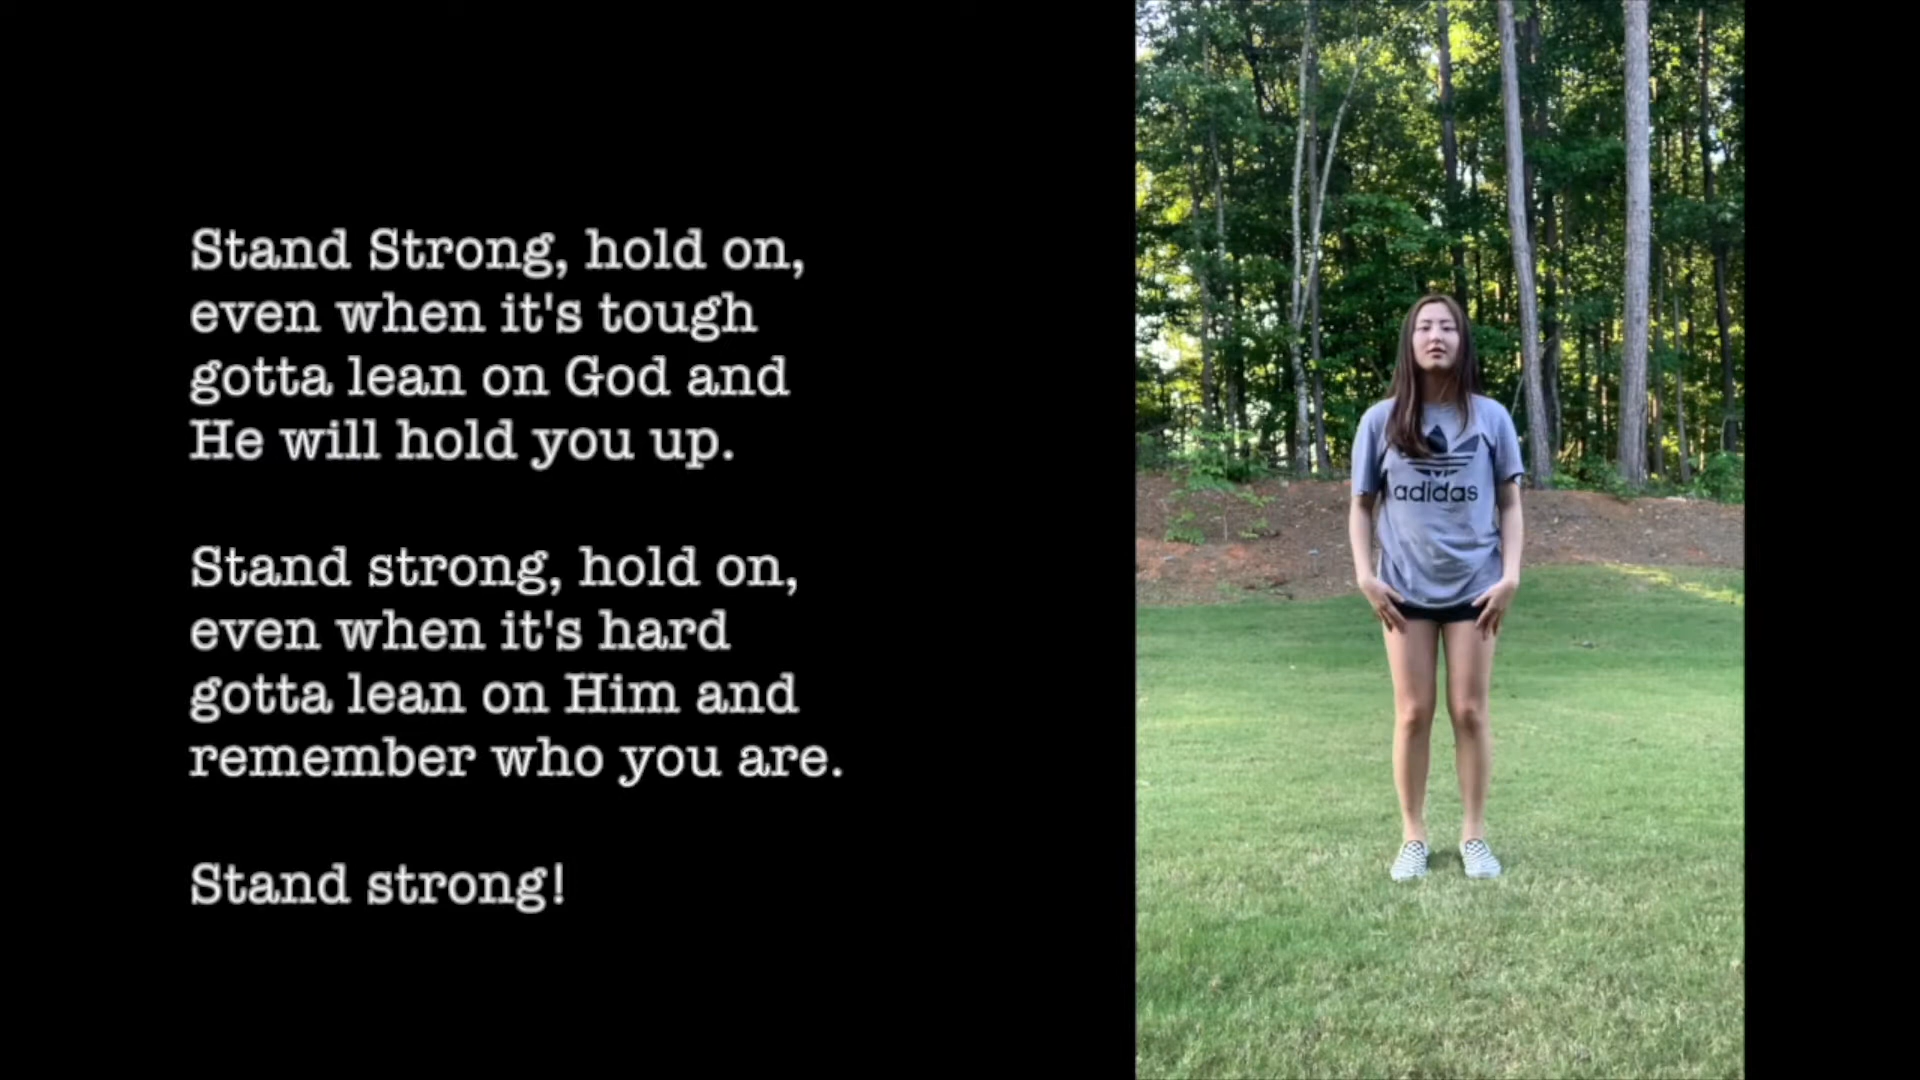 Stand Strong, hold on,
even when it's tough
gotta lean on God and
He will hold you up.
Stand strong, hold on,
even when it's hard
gotta lean on Him and
remember who you are.
Stand strong!
adidas